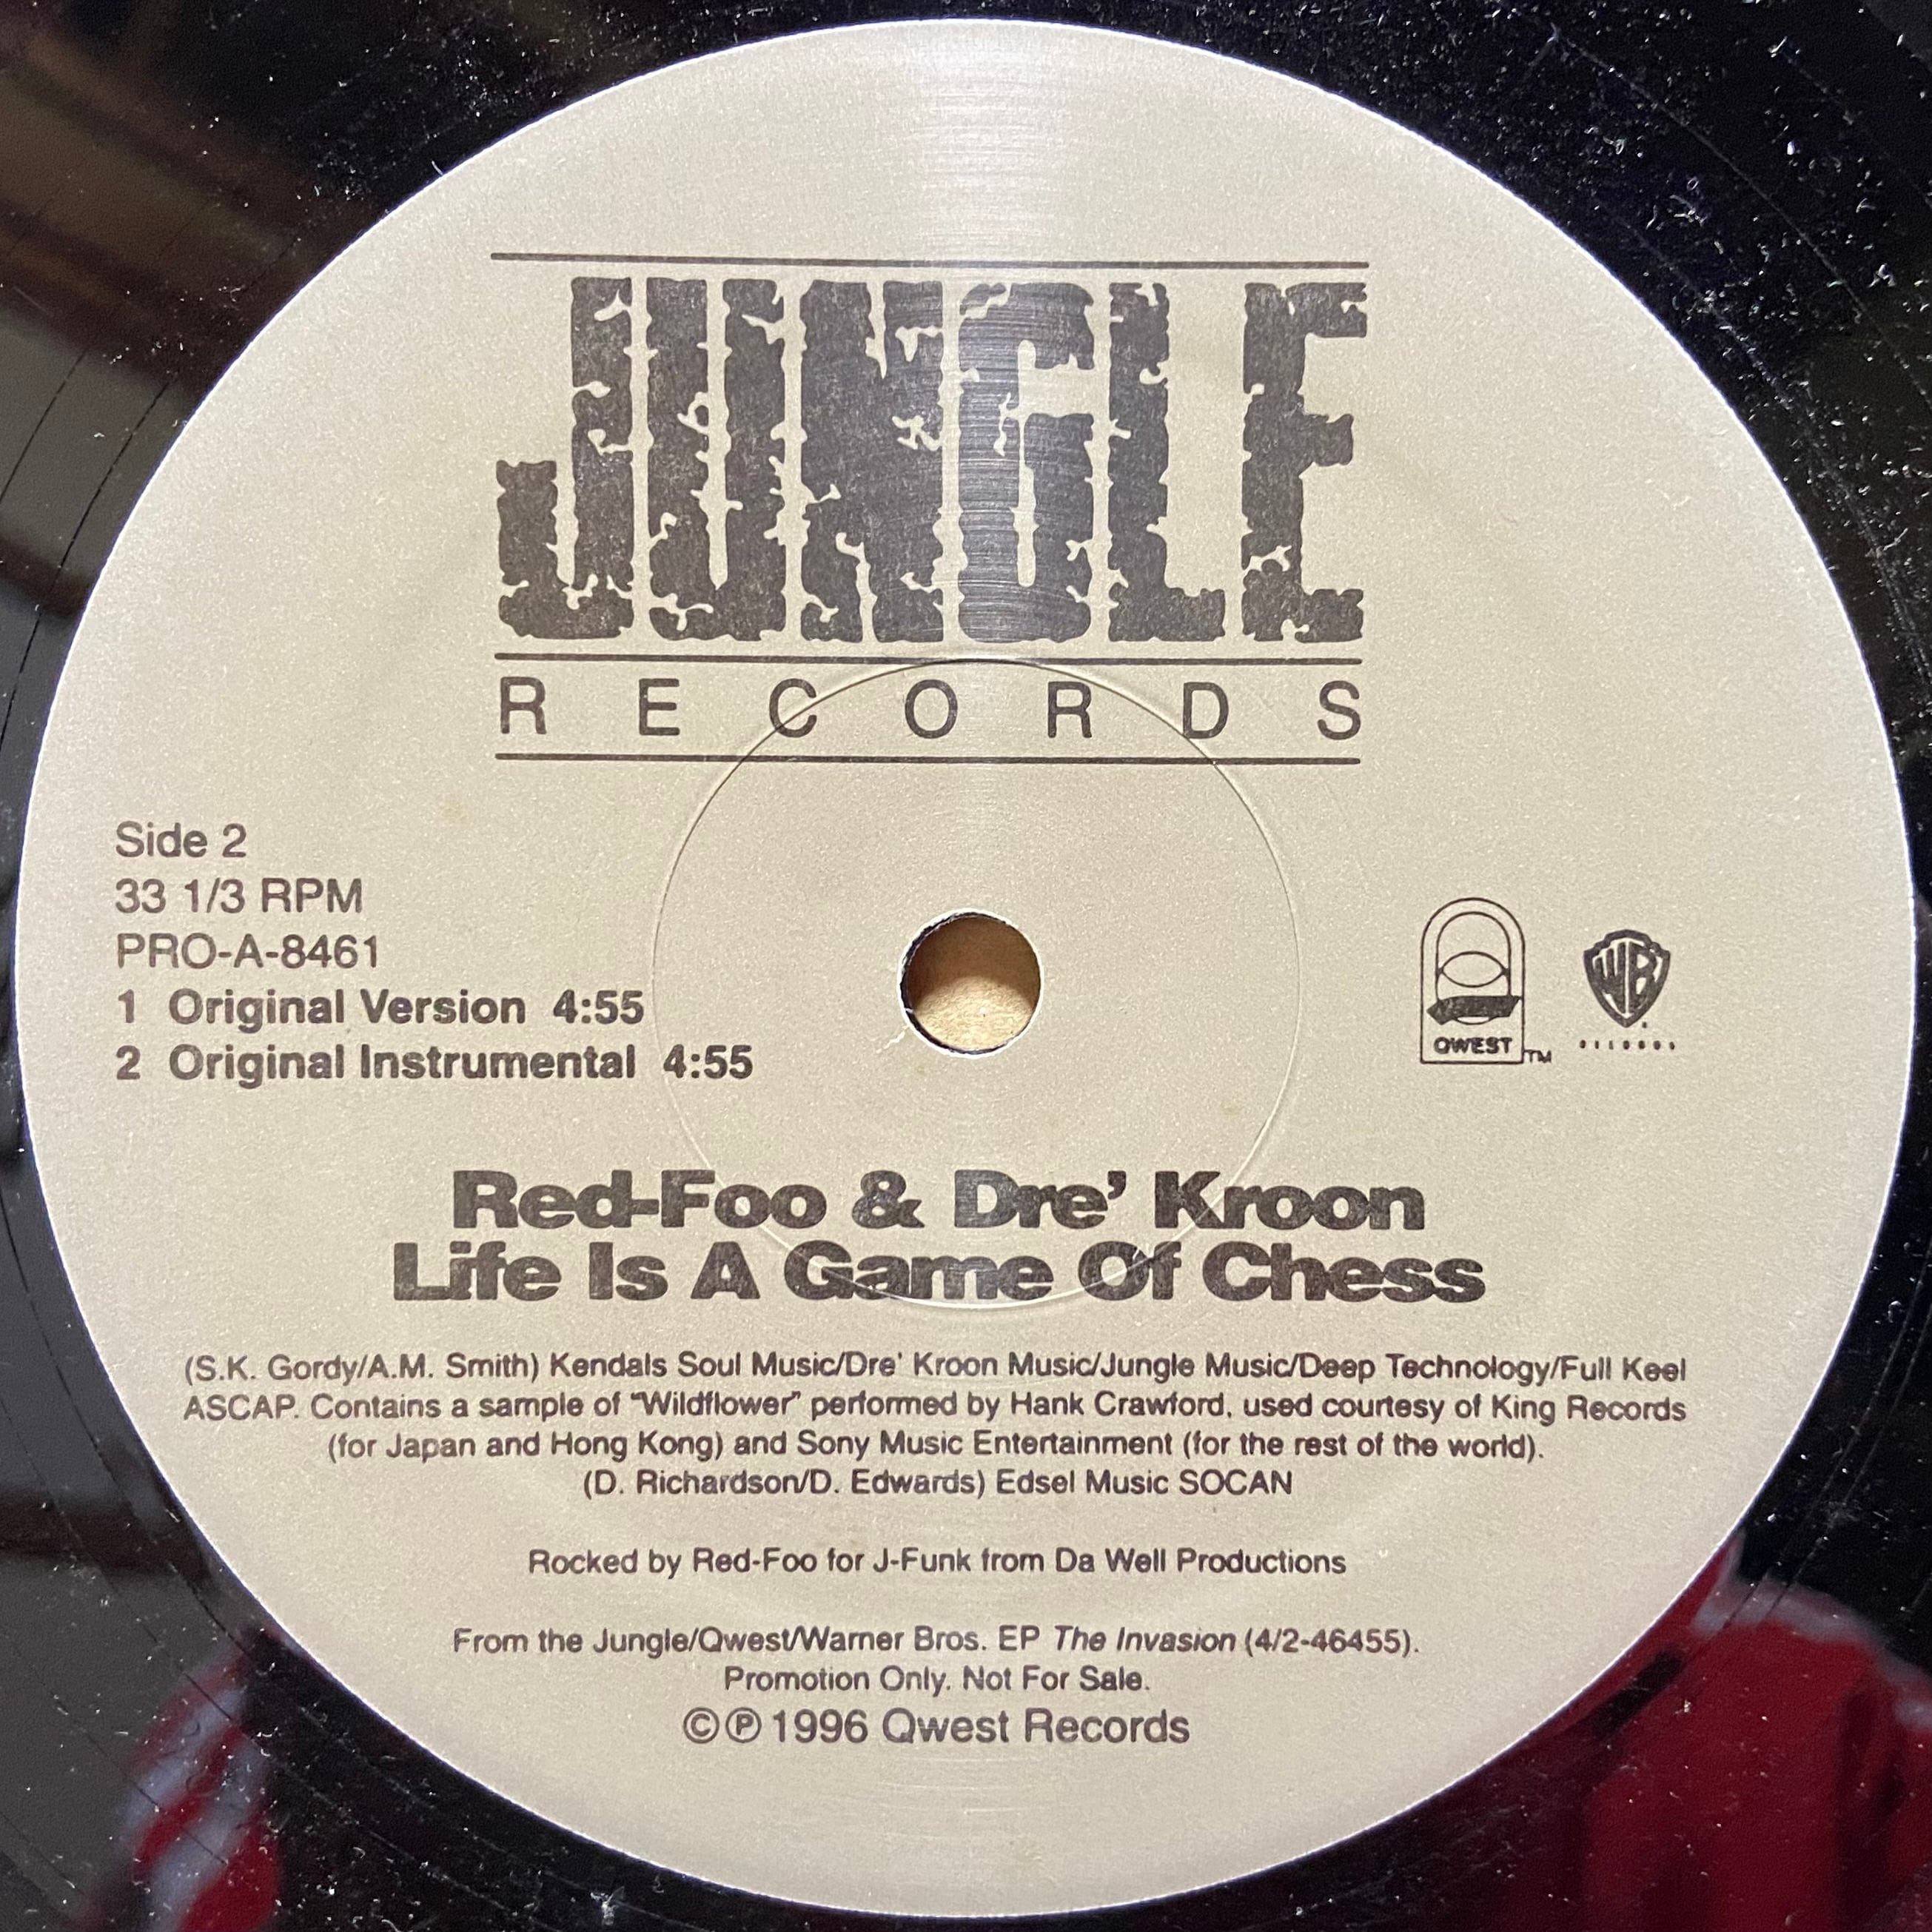 JUNGLE
RECORDS
Side 2
33 1/3 RPM
PRO-A-8461
1 Original Version 4:55
2 Original Instrumental 4:55
QWEST TM
WB
RECORDS
Red-Foo & Dre' Kroon
Life Is A Game Of Chess
(S.K. Gordy/A.M. Smith) Kendals Soul Music/Dre' Kroon Music/Jungle Music/Deep Technology/Full Keel
ASCAP. Contains a sample of "Wildflower" performed by Hank Crawford, used courtesy of King Records
(for Japan and Hong Kong) and Sony Music Entertainment (for the rest of the world).
(D. Richardson/D. Edwards) Edsel Music SOCAN
Rocked by Red-Foo for J-Funk from Da Well Productions
From the Jungle/Qwest/Warner Bros. EP The Invasion (4/2-46455).
Promotion Only. Not For Sale.
©℗ 1996 Qwest Records